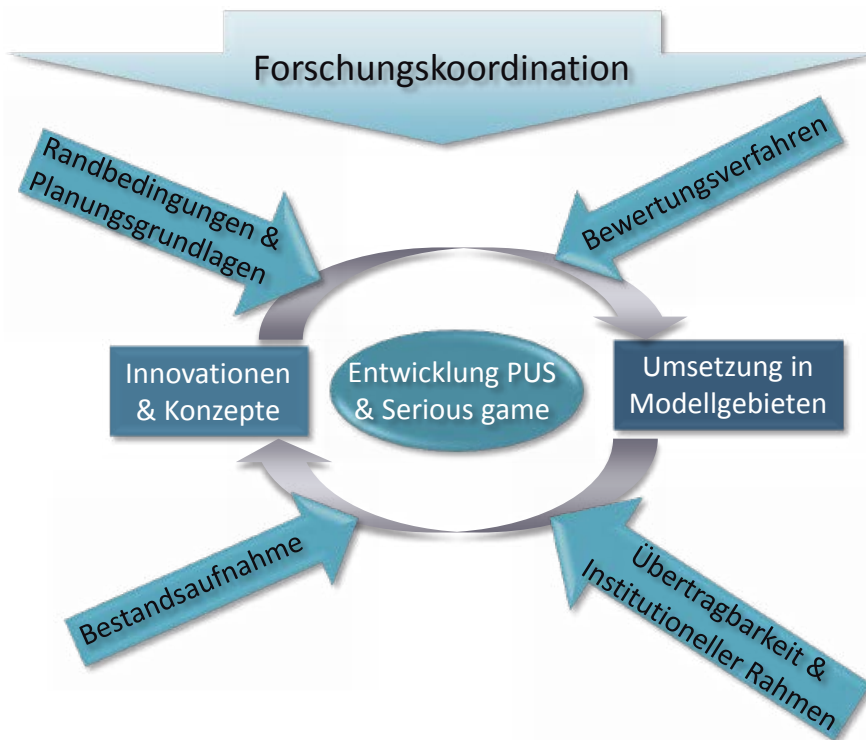 Forschungskoordination
Randbedingungen &
Planungsgrundlagen
Bewertungsverfahren
Innovationen
& Konzepte
Entwicklung PUS
& Serious game
Umsetzung in
Modellgebieten
Bestandsaufnahme
Übertragbarkeit &
Institutioneller Rahmen